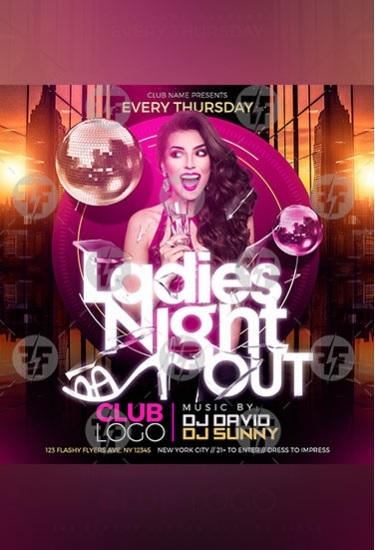 CLUB NAME PRESENTS
EVERY THURSDAY
Ladies
Night
OUT
CLUB
LOGO
MUSIC BY:
DJ DAVID
DJ SUNNY
123 FLASHY FLYERS AVE, NY 12345 NEW YORK CITY // 21+ TO ENTER // DRESS TO IMPRESS